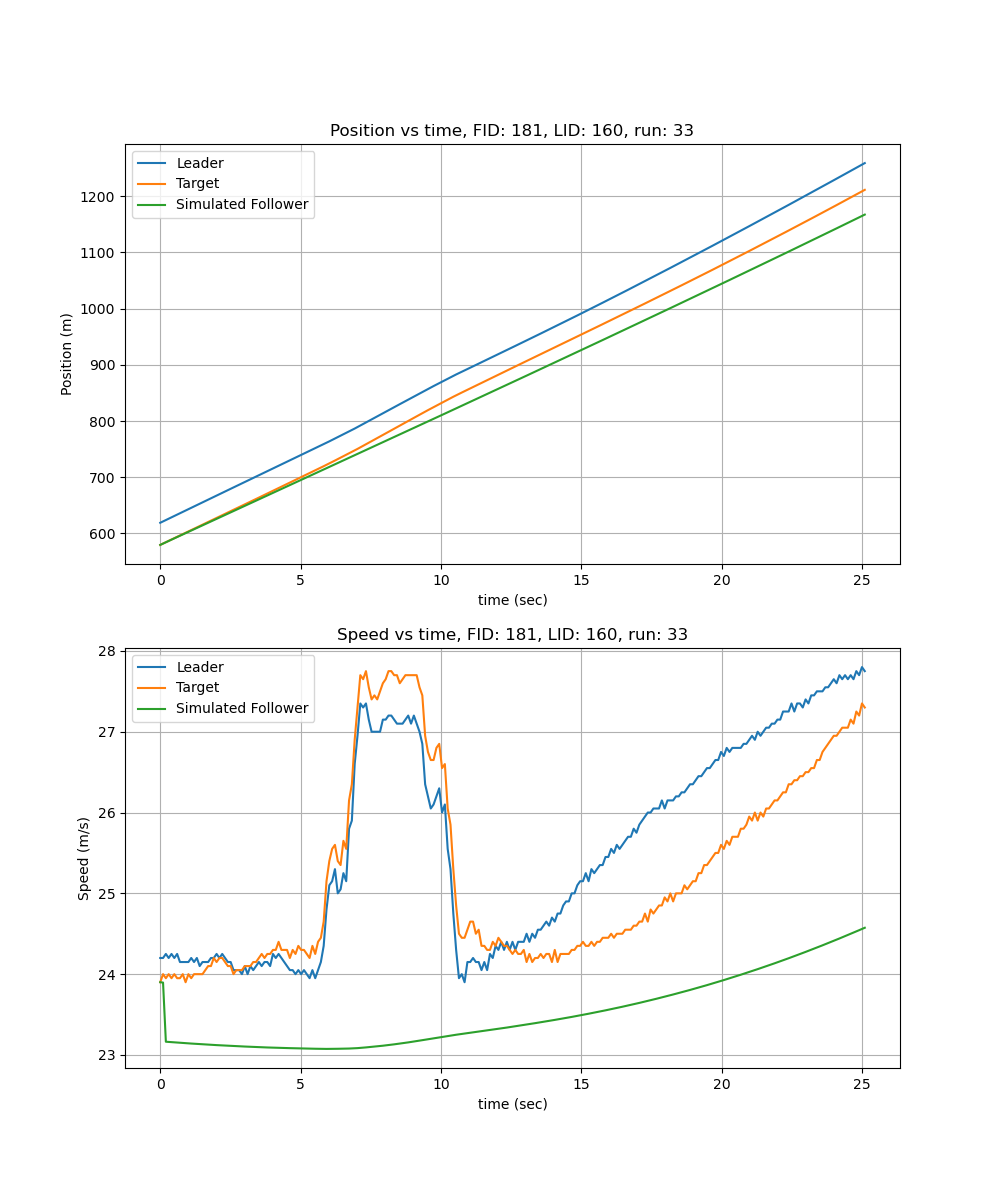 Position vs time, FID: 181, LID: 160, run: 33
Leader
Target
Simulated Follower
Position (m)
1200
1100
1000
900
800
700
600
0 5 10 15 20 25
time (sec)
Speed vs time, FID: 181, LID: 160, run: 33
Leader
Target
Simulated Follower
Speed (m/s)
28
27
26
25
24
23
0 5 10 15 20 25
time (sec)